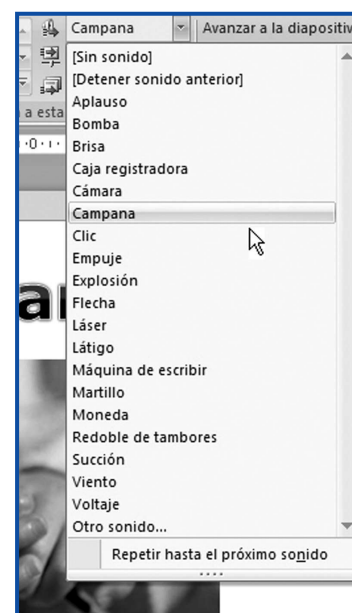 Campana Avanzar a la diapositiv
[Sin sonido]
[Detener sonido anterior]
Aplauso
a esta
Bomba
Brisa
Caja registradora
Cámara
Campana
Clic
Empuje
Explosión
Flecha
Láser
Látigo
Máquina de escribir
Martillo
Moneda
Redoble de tambores
Succión
Viento
Voltaje
Otro sonido...
Repetir hasta el próximo sonido